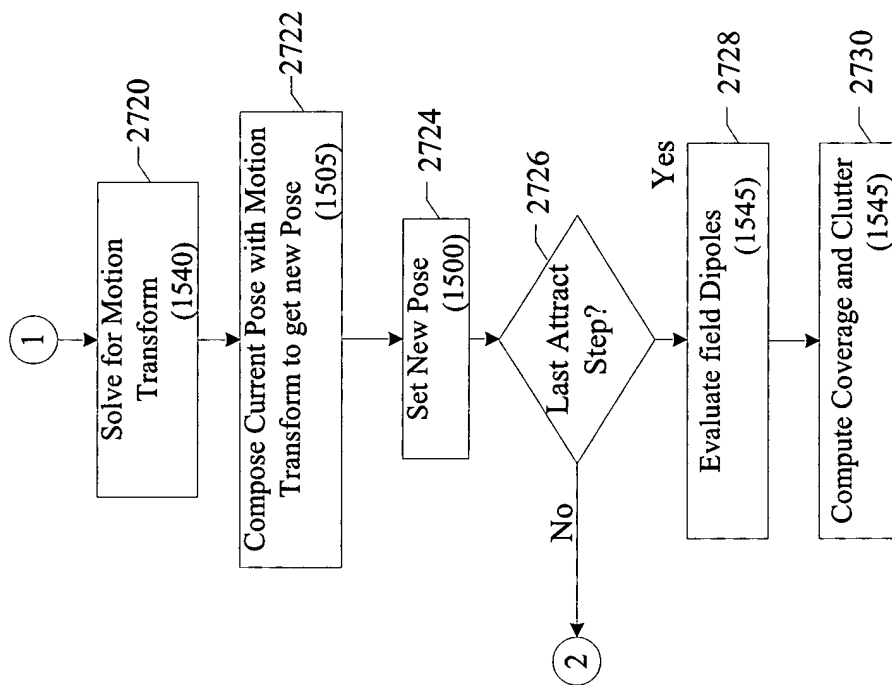 1
2720
Solve for Motion
Transform
(1540)
2722
Compose Current Pose with Motion
Transform to get new Pose
(1505)
2724
Set New Pose
(1500)
2726
Last Attract
Step?
No
2
Yes
2728
Evaluate field Dipoles
(1545)
2730
Compute Coverage and Clutter
(1545)